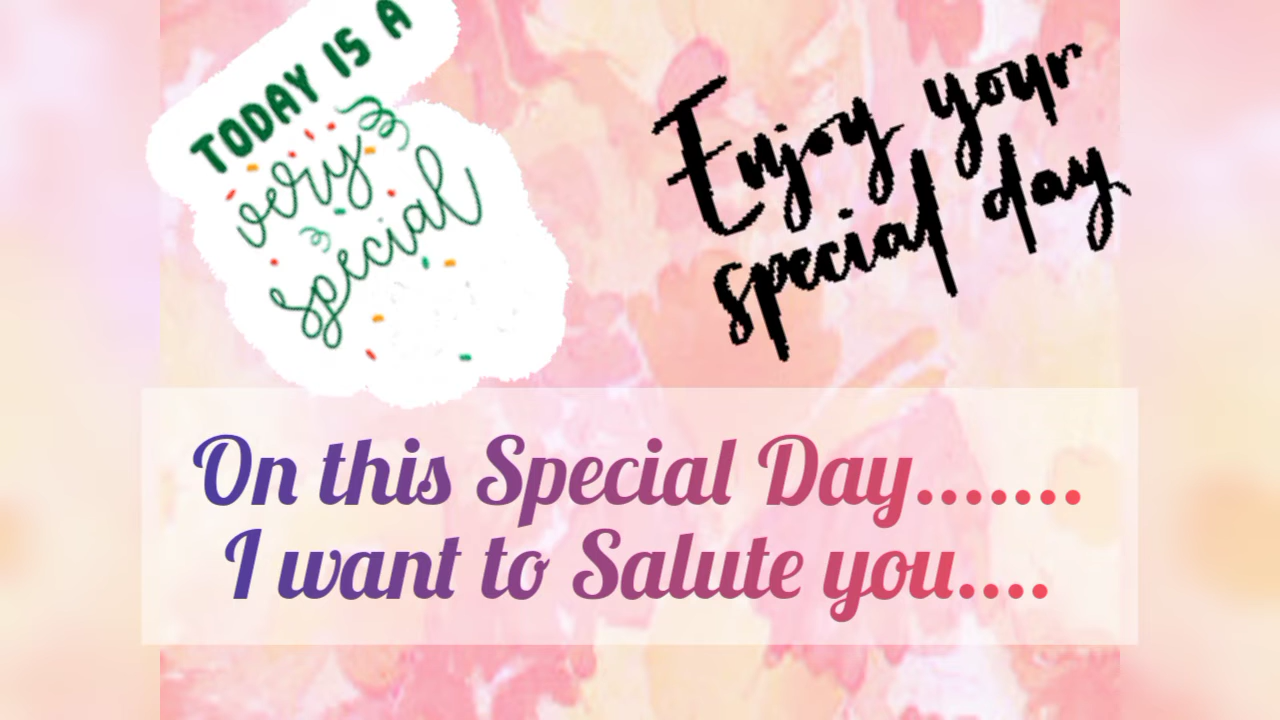 TODAY IS A
very
special
Enjoy your
special day
On this Special Day.......
I want to Salute you....